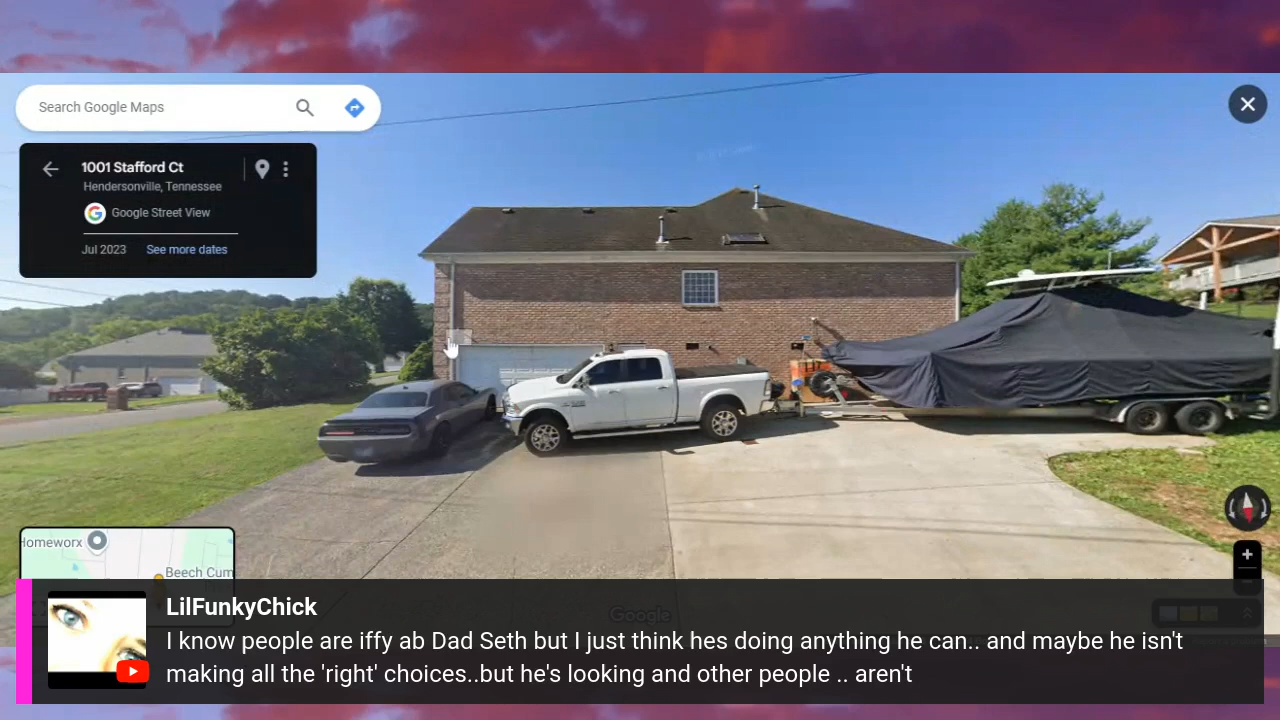 Search Google Maps
1001 Stafford Ct
Hendersonville, Tennessee
Google Street View
Jul 2023 See more dates
Homeworx
Beech Cum
Google
LilFunkyChick
I know people are iffy ab Dad Seth but I just think hes doing anything he can.. and maybe he isn't
making all the 'right' choices..but he's looking and other people .. aren't